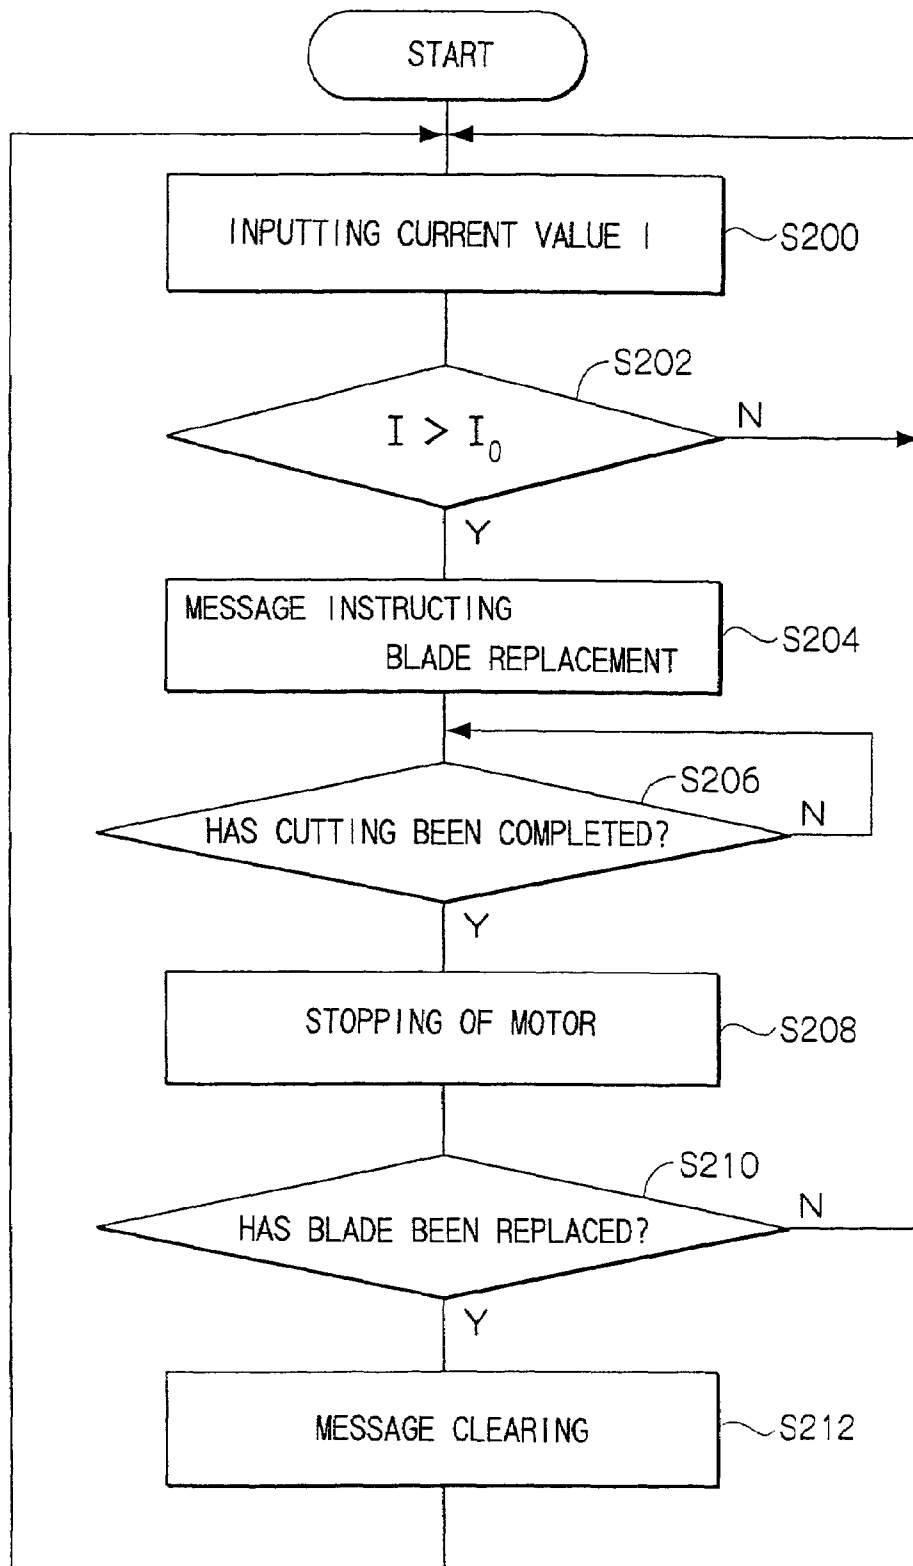 START
INPUTTING CURRENT VALUE I
S200
S202
I > I₀
N
Y
MESSAGE INSTRUCTING
BLADE REPLACEMENT
S204
S206
HAS CUTTING BEEN COMPLETED?
N
Y
STOPPING OF MOTOR
S208
S210
HAS BLADE BEEN REPLACED?
N
Y
MESSAGE CLEARING
S212